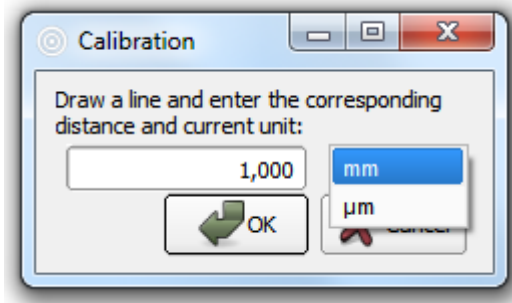 Calibration
Draw a line and enter the corresponding
distance and current unit:
1,000 mm
µm
OK